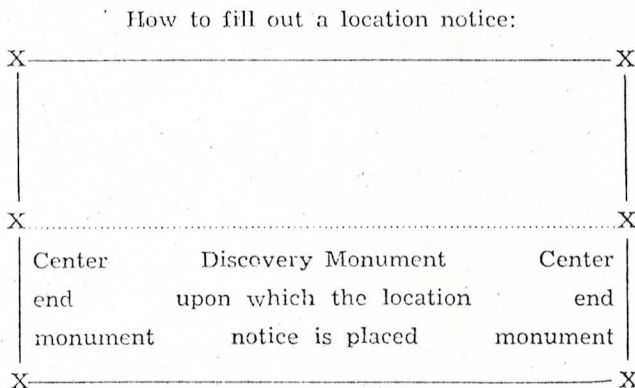 How to fill out a location notice:
X X
X X
Center Discovery Monument Center
end upon which the location end
monument notice is placed monument
X X